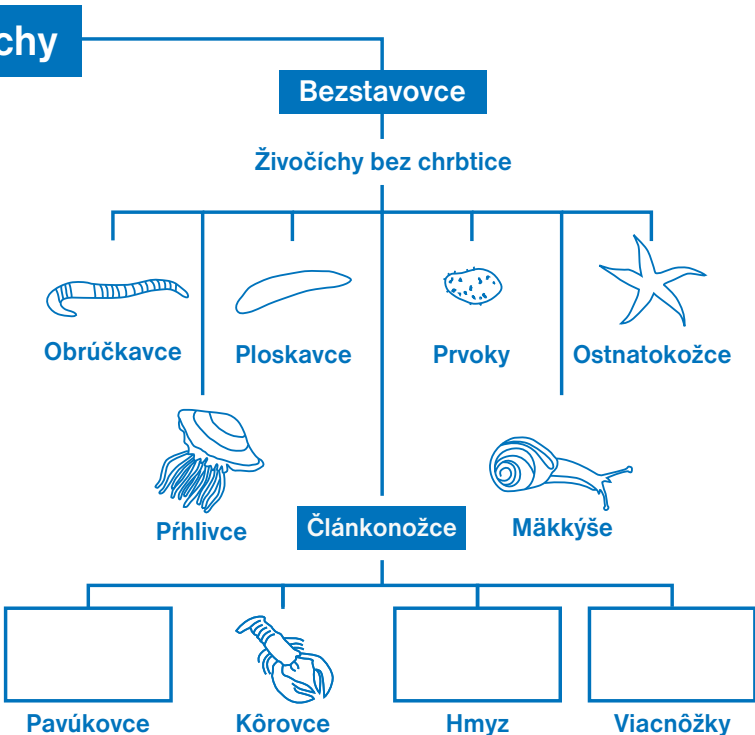 chy
Bezstavovce
Živočíchy bez chrbtice
Obrúčkavce Ploskavce Prvoky Ostnatokožce
Pŕhlivce Článkonožce Mäkkýše
Pavúkovce Kôrovce Hmyz Viacnôžky